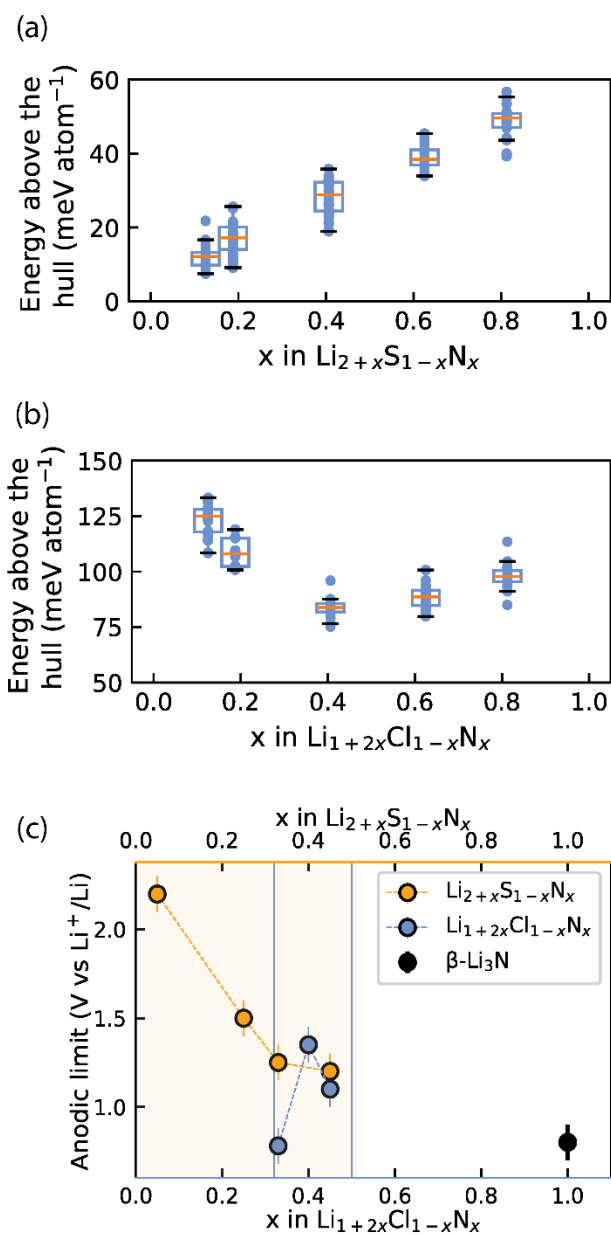 (a)
Energy above the
hull (meV atom⁻¹)
60
40
20
0
0.0 0.2 0.4 0.6 0.8 1.0
x in Li₂₊ₓS₁₋ₓNₓ
(b)
Energy above the
hull (meV atom⁻¹)
150
125
100
75
50
0.0 0.2 0.4 0.6 0.8 1.0
x in Li₁₊₂ₓCl₁₋ₓNₓ
(c)
x in Li₂₊ₓS₁₋ₓNₓ
0.0 0.2 0.4 0.6 0.8 1.0
Anodic limit (V vs Li⁺/Li)
2.0
1.5
1.0
Li₂₊ₓS₁₋ₓNₓ
Li₁₊₂ₓCl₁₋ₓNₓ
β-Li₃N
0.0 0.2 0.4 0.6 0.8 1.0
x in Li₁₊₂ₓCl₁₋ₓNₓ